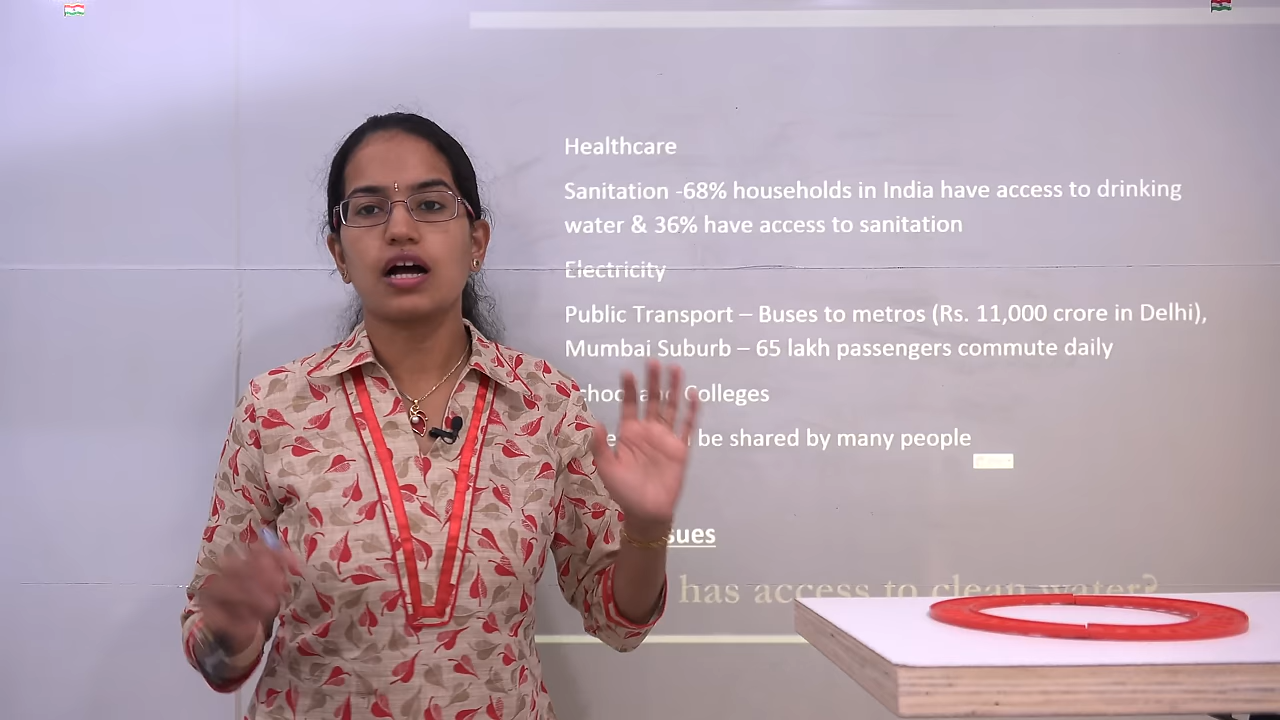 Healthcare
Sanitation -68% households in India have access to drinking
water & 36% have access to sanitation
Electricity
Public Transport – Buses to metros (Rs. 11,000 crore in Delhi),
Mumbai Suburb – 65 lakh passengers commute daily
and Colleges
be shared by many people
has access to clean water?